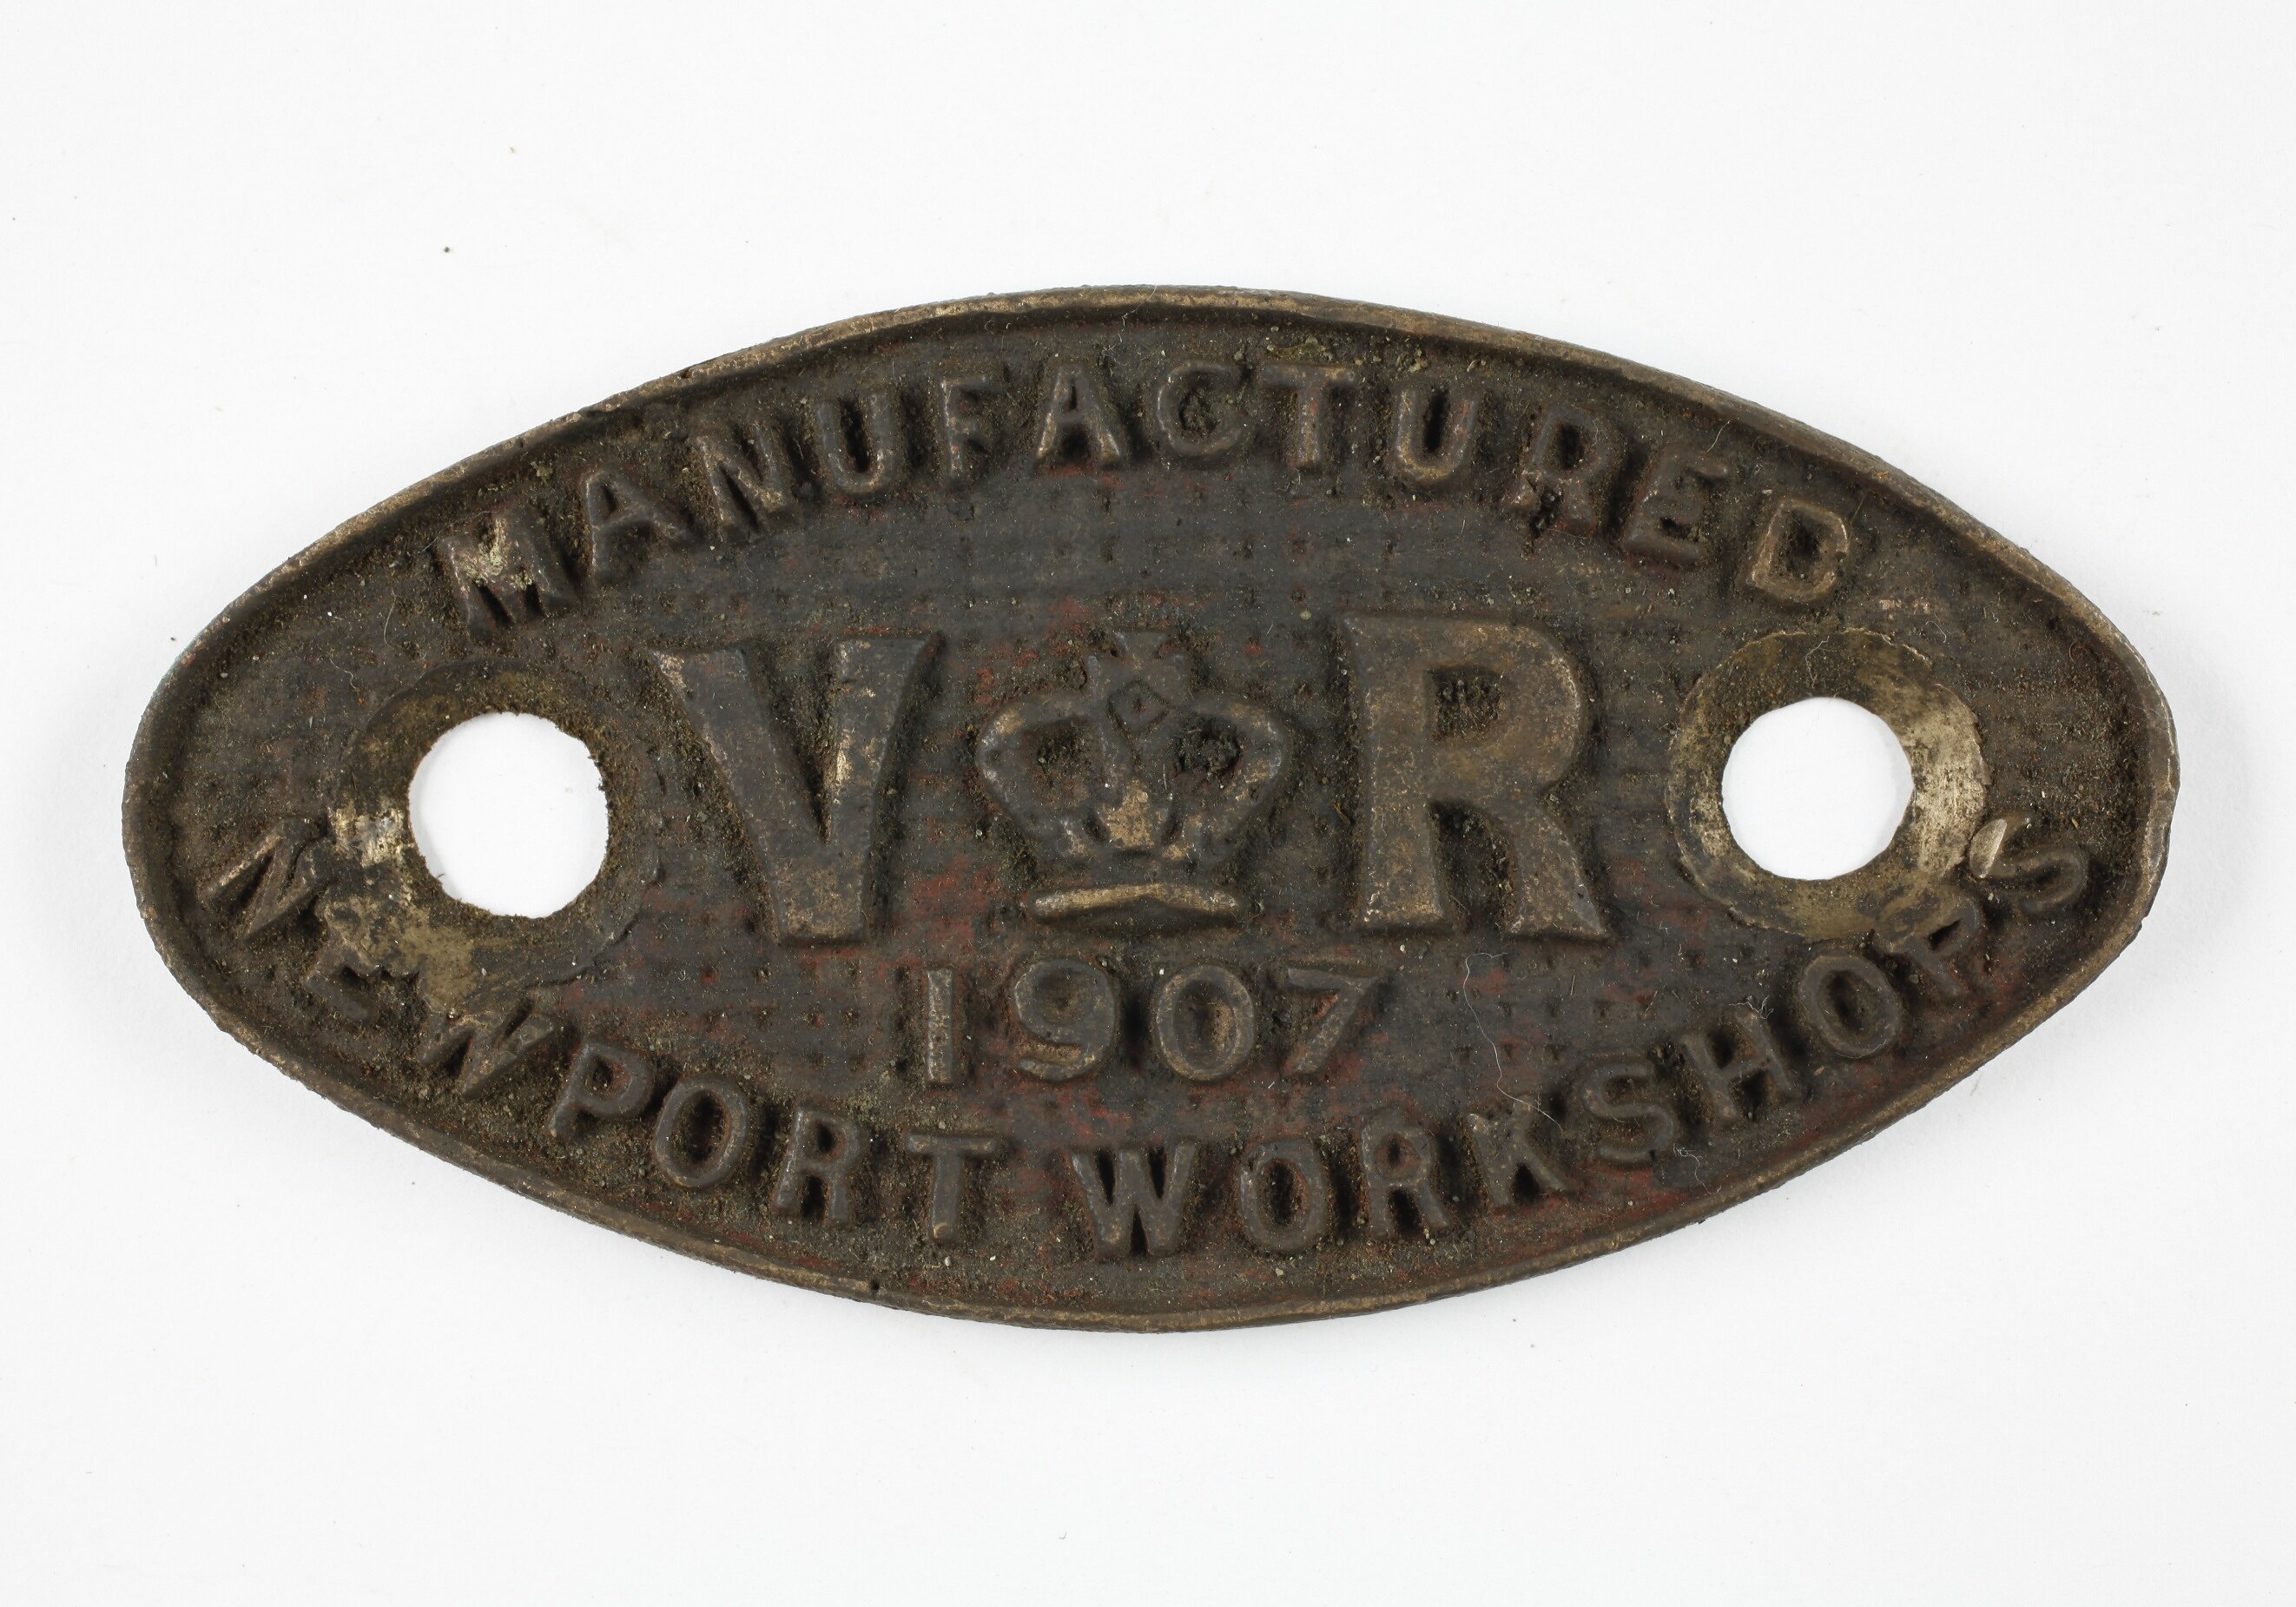 MANUFACTURED
V R
1907
NEWPORT WORKSHOPS